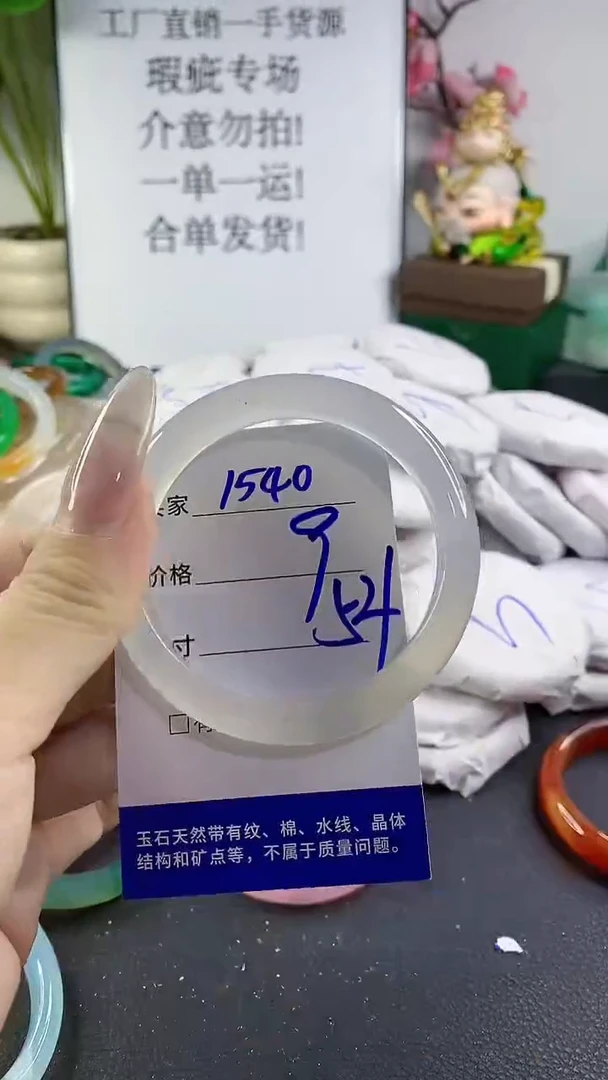 工厂直销一手货源
瑕疵专场
介意勿拍!
一单一运!
合单发货!
家 1540
价格 9
寸 54
玉石天然带有纹、棉、水线、晶体
结构和矿点等，不属于质量问题。